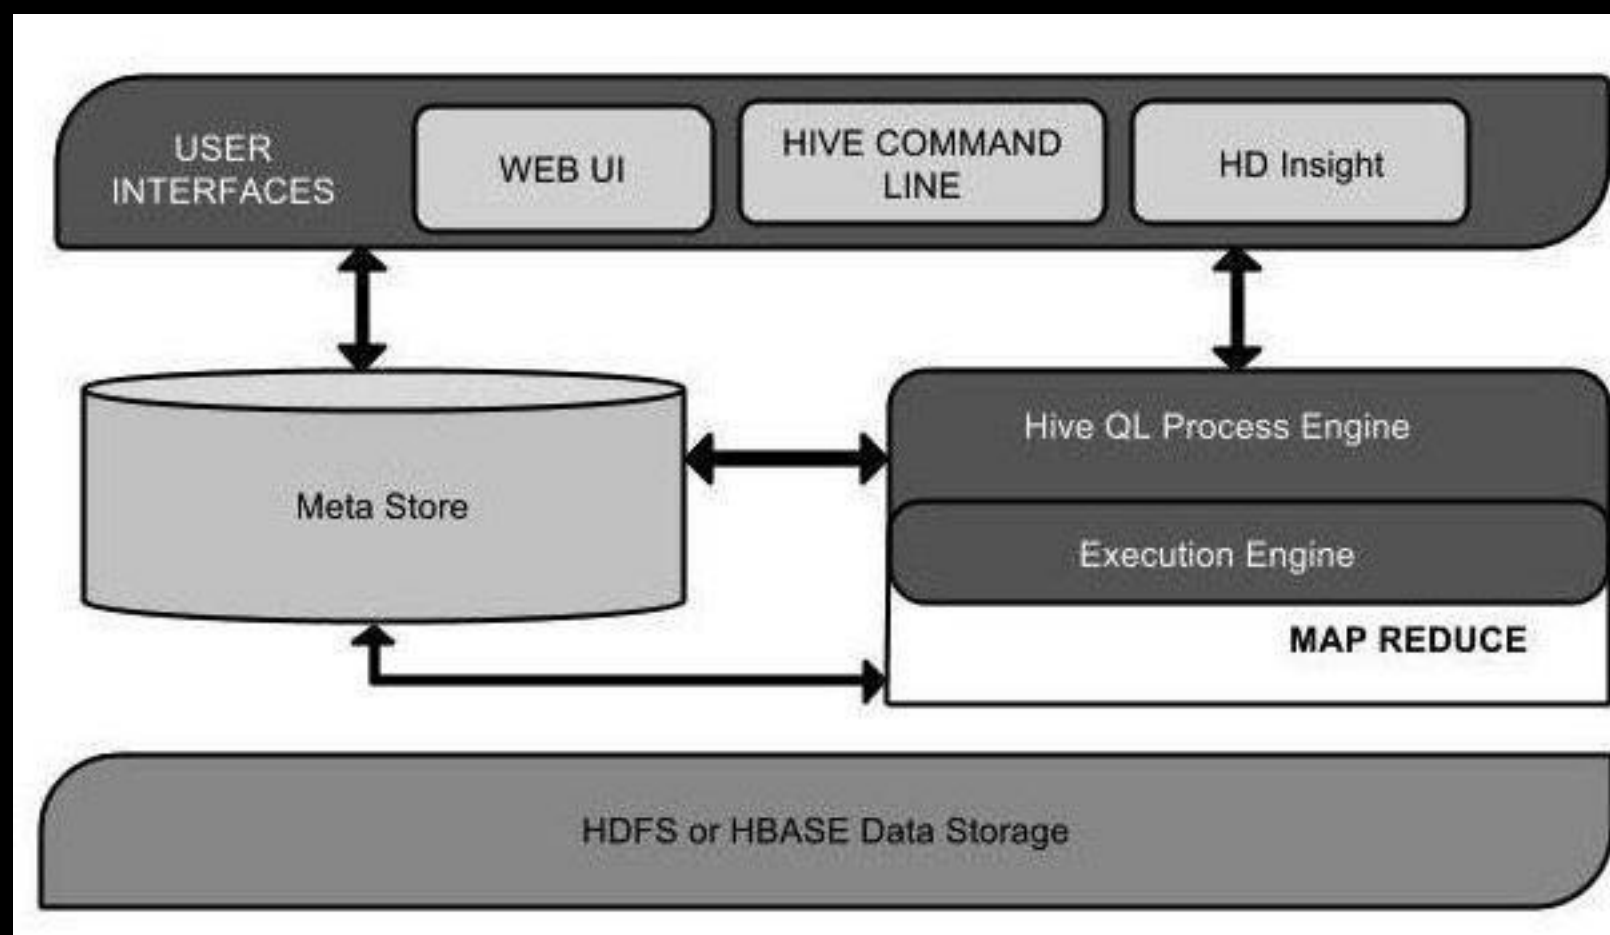 USER
INTERFACES
WEB UI
HIVE COMMAND
LINE
HD Insight
Meta Store
Hive QL Process Engine
Execution Engine
MAP REDUCE
HDFS or HBASE Data Storage